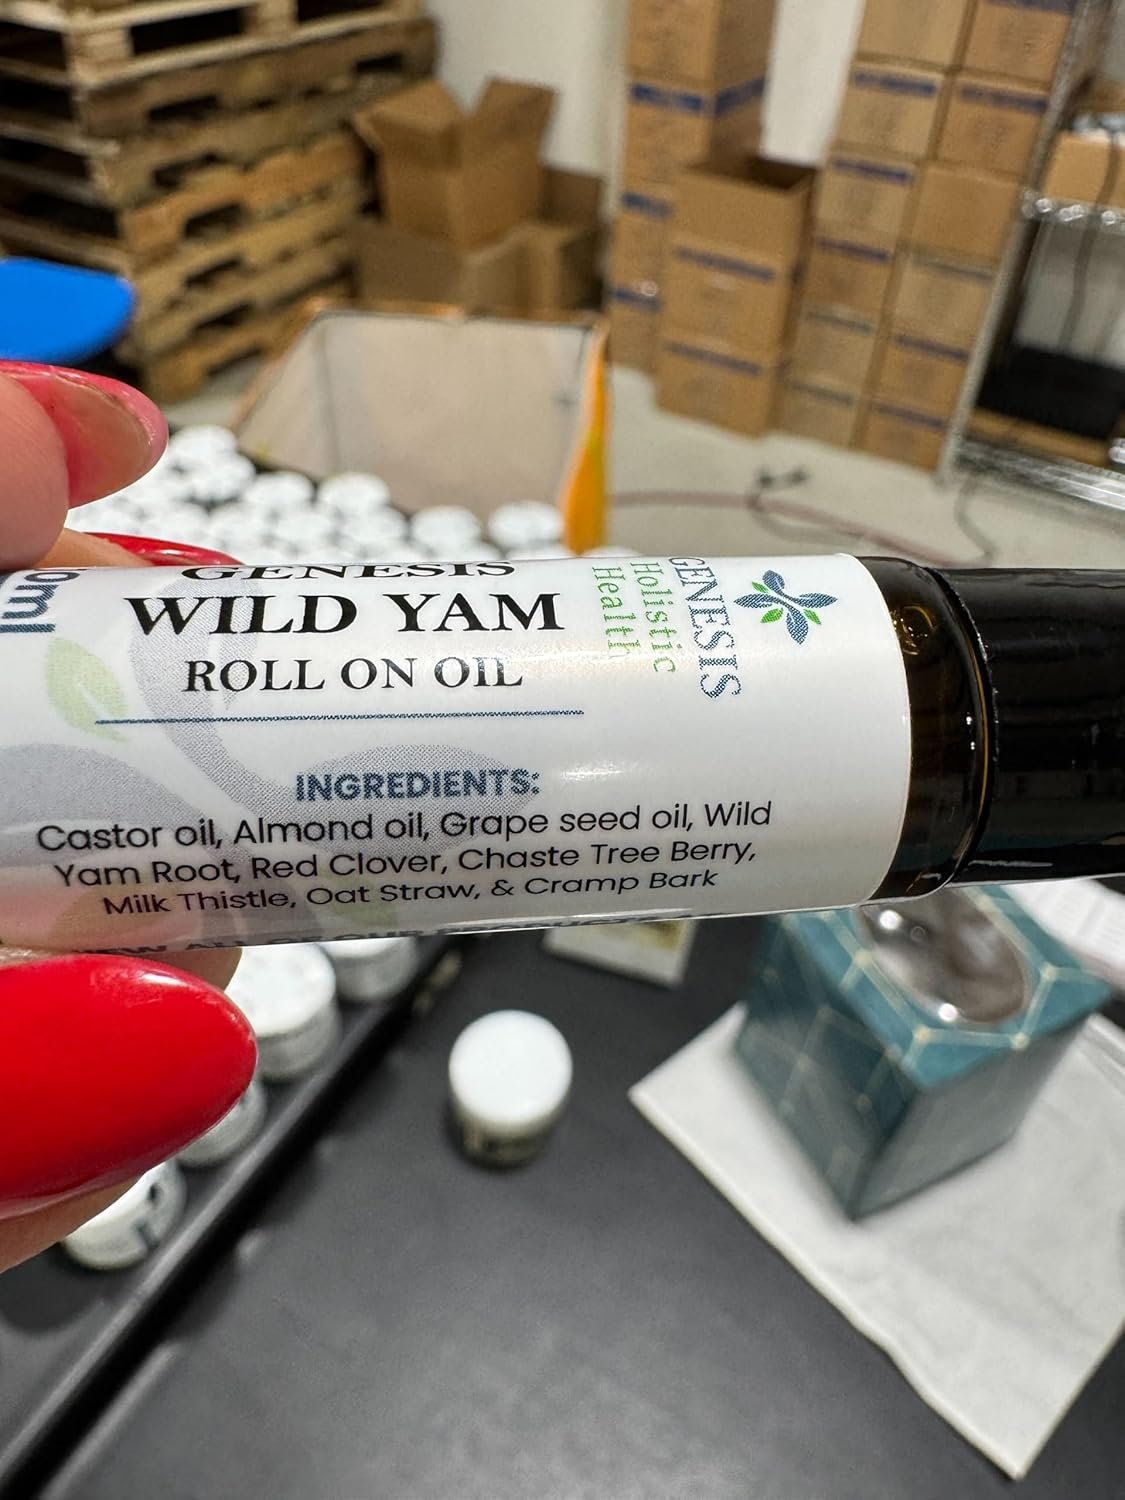 GENESIS
WILD YAM
ROLL ON OIL
GENESIS
Holistic
Health
INGREDIENTS:
Castor oil, Almond oil, Grape seed oil, Wild
Yam Root, Red Clover, Chaste Tree Berry,
Milk Thistle, Oat Straw, & Cramp Bark